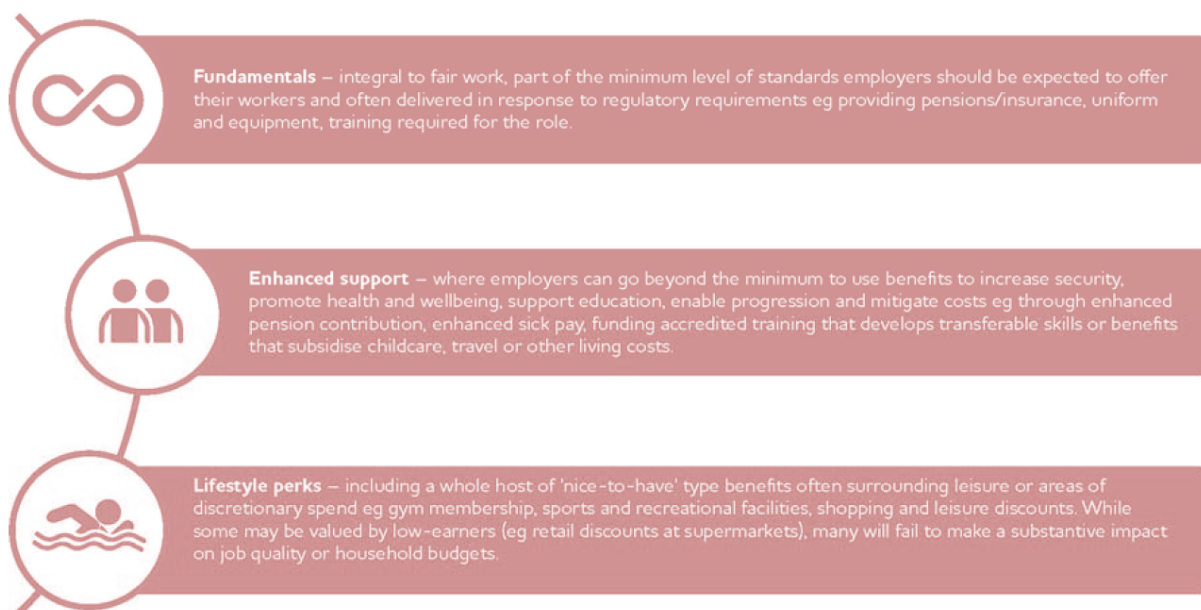 Fundamentals – integral to fair work, part of the minimum level of standards employers should be expected to offer
their workers and often delivered in response to regulatory requirements eg providing pensions/insurance, uniform
and equipment, training required for the role.
Enhanced support – where employers can go beyond the minimum to use benefits to increase security,
promote health and wellbeing, support education, enable progression and mitigate costs eg through enhanced
pension contribution, enhanced sick pay, funding accredited training that develops transferable skills or benefits
that subsidise childcare, travel or other living costs.
Lifestyle perks – including a whole host of 'nice-to-have' type benefits often surrounding leisure or areas of
discretionary spend eg gym membership, sports and recreational facilities, shopping and leisure discounts. While
some may be valued by low-earners (eg retail discounts at supermarkets), many will fail to make a substantive impact
on job quality or household budgets.